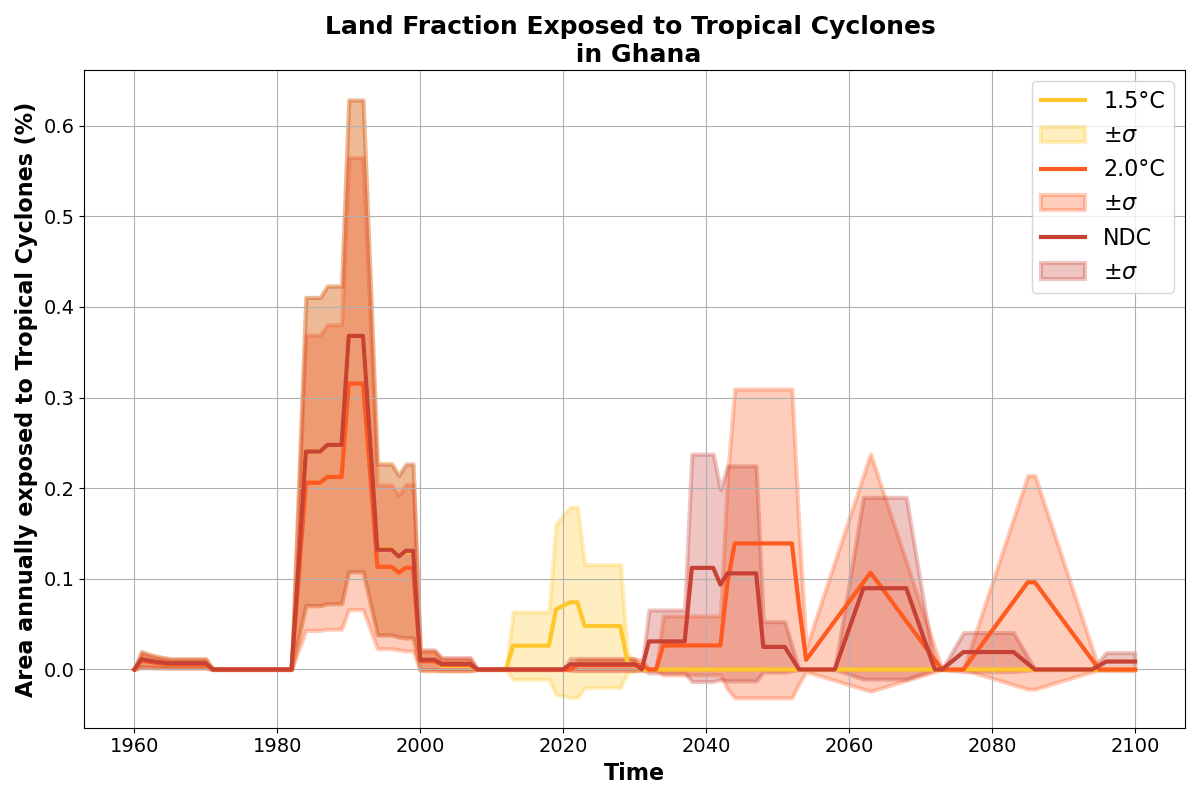 Land Fraction Exposed to Tropical Cyclones
in Ghana
Area annually exposed to Tropical Cyclones (%)
0.6
0.5
0.4
0.3
0.2
0.1
0.0
1960
1980
2000
2020
2040
2060
2080
2100
Time
1.5°C
±σ
2.0°C
±σ
NDC
±σ